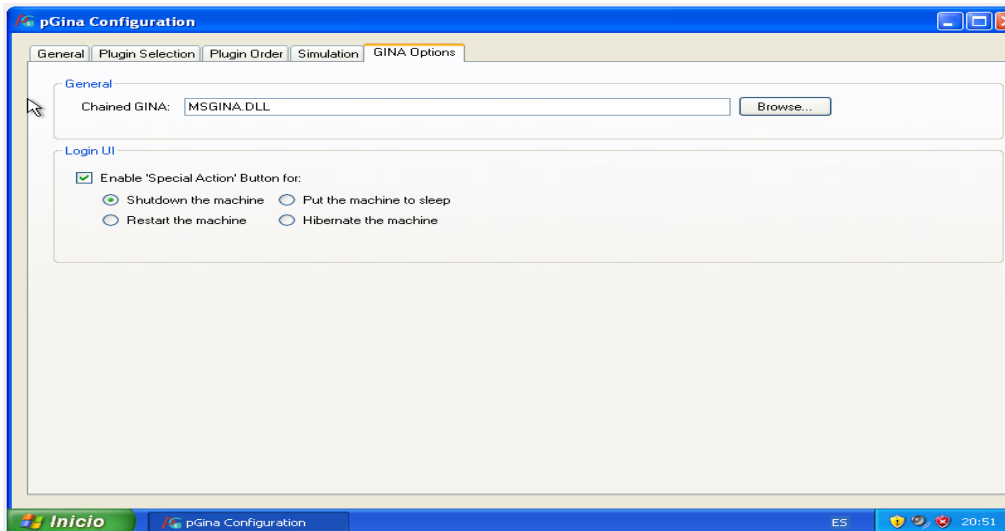 pGina Configuration
General Plugin Selection Plugin Order Simulation GINA Options
General
Chained GINA: MSGINA.DLL Browse...
Login UI
Enable 'Special Action' Button for:
Shutdown the machine Put the machine to sleep
Restart the machine Hibernate the machine
Inicio pGina Configuration ES 20:51